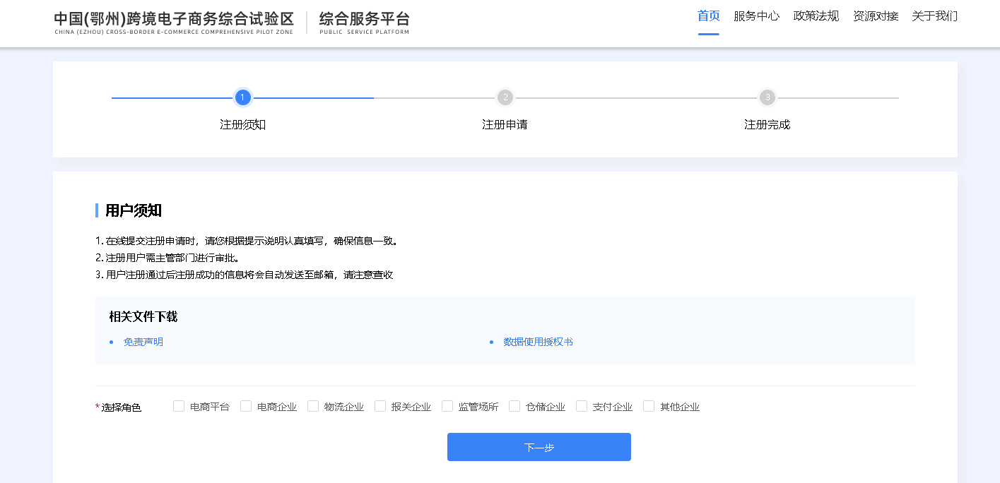 中国(鄂州)跨境电子商务综合试验区 综合服务平台
CHINA (EZHOU) CROSS-BORDER E-COMMERCE COMPREHENSIVE PILOT ZONE PUBLIC SERVICE PLATFORM
首页 服务中心 政策法规 资源对接 关于我们
1 2 3
注册须知 注册申请 注册完成
用户须知
1. 在线提交注册申请时，请您根据提示说明认真填写，确保信息一致。
2. 注册用户需主管部门进行审批。
3. 用户注册通过后注册成功的信息将会自动发送至邮箱，请注意查收
相关文件下载
• 免责声明 • 数据使用授权书
*选择角色 电商平台 电商企业 物流企业 报关企业 监管场所 仓储企业 支付企业 其他企业
下一步